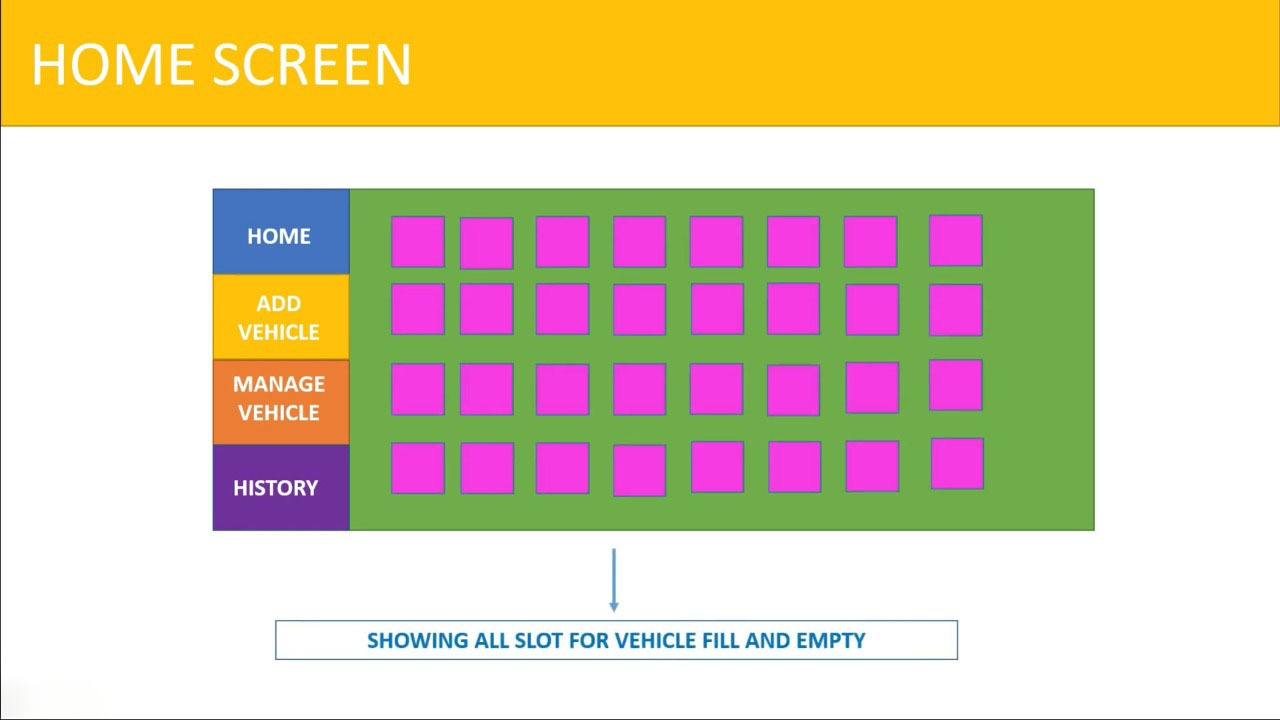 HOME SCREEN
HOME
ADD
VEHICLE
MANAGE
VEHICLE
HISTORY
SHOWING ALL SLOT FOR VEHICLE FILL AND EMPTY